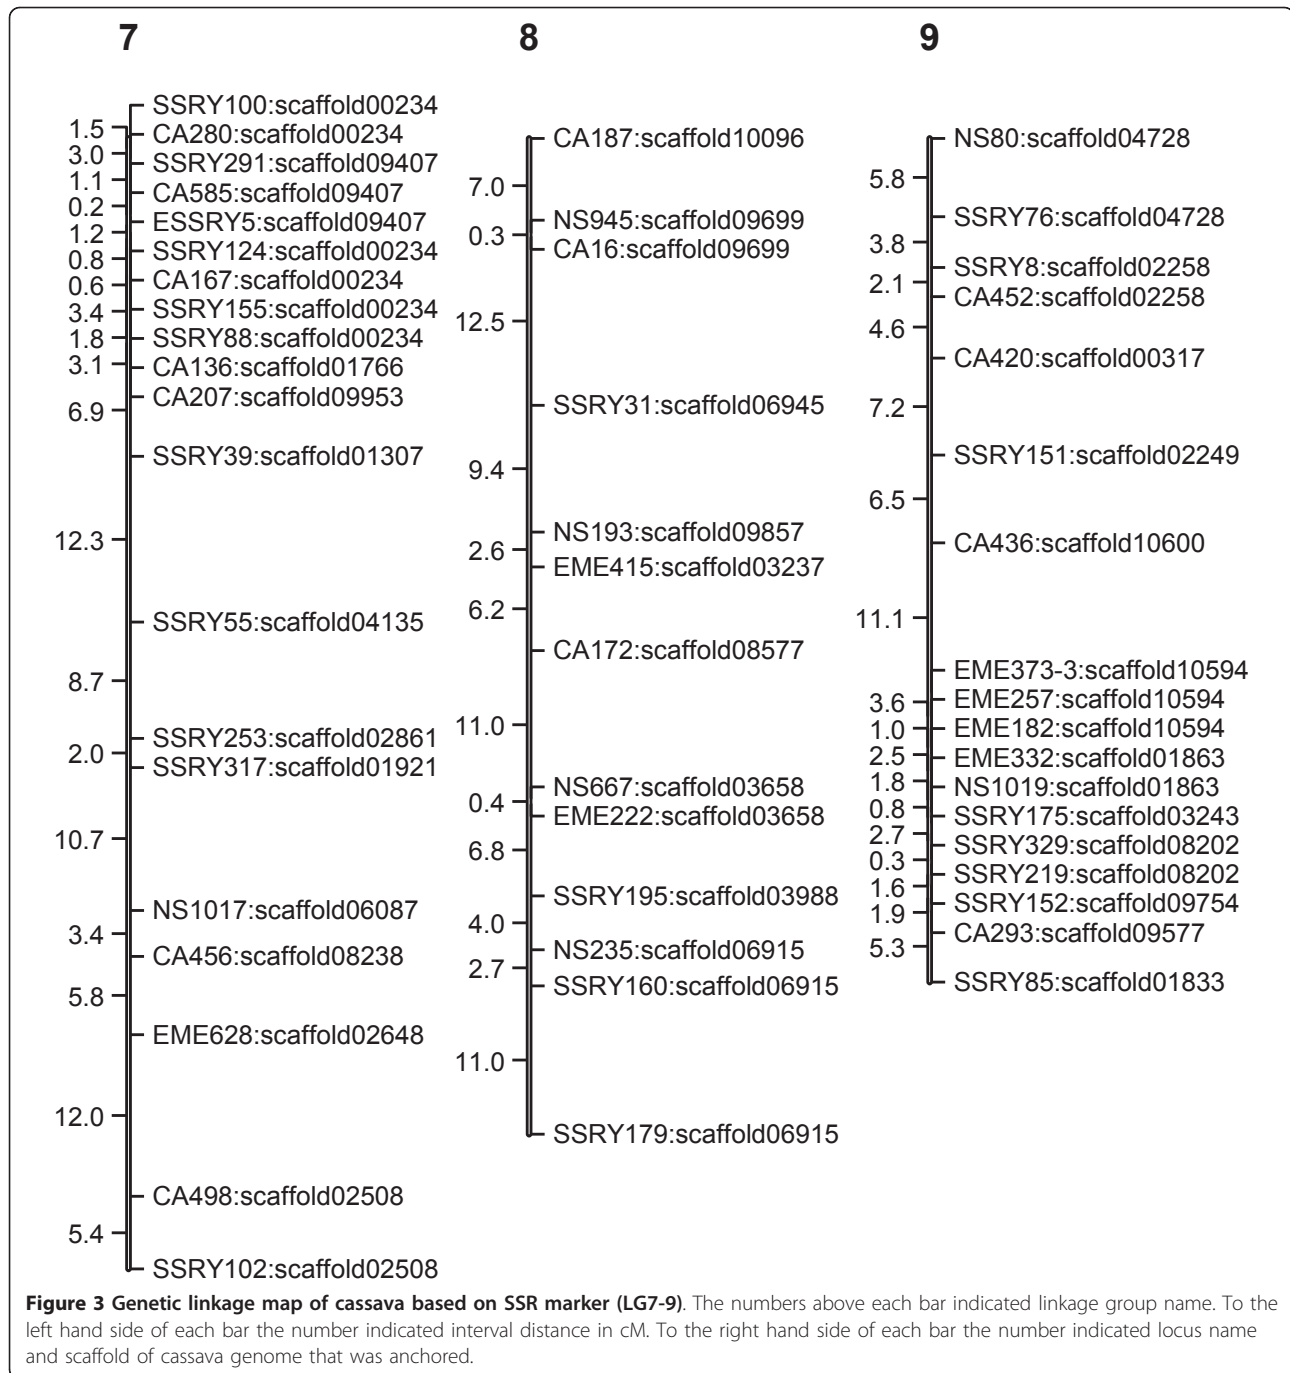 7
8
9
1.5
3.0
1.1
0.2
1.2
0.8
0.6
3.4
1.8
3.1
6.9
12.3
8.7
2.0
10.7
3.4
5.8
12.0
5.4
SSRY100:scaffold00234
CA280:scaffold00234
SSRY291:scaffold09407
CA585:scaffold09407
ESSRY5:scaffold09407
SSRY124:scaffold00234
CA167:scaffold00234
SSRY155:scaffold00234
SSRY88:scaffold00234
CA136:scaffold01766
CA207:scaffold09953
SSRY39:scaffold01307
SSRY55:scaffold04135
SSRY253:scaffold02861
SSRY317:scaffold01921
NS1017:scaffold06087
CA456:scaffold08238
EME628:scaffold02648
CA498:scaffold02508
SSRY102:scaffold02508
7.0
0.3
12.5
9.4
2.6
6.2
11.0
0.4
6.8
4.0
2.7
11.0
CA187:scaffold10096
NS945:scaffold09699
CA16:scaffold09699
SSRY31:scaffold06945
NS193:scaffold09857
EME415:scaffold03237
CA172:scaffold08577
NS667:scaffold03658
EME222:scaffold03658
SSRY195:scaffold03988
NS235:scaffold06915
SSRY160:scaffold06915
SSRY179:scaffold06915
5.8
3.8
2.1
4.6
7.2
6.5
11.1
3.6
1.0
2.5
1.8
0.8
2.7
0.3
1.6
1.9
5.3
NS80:scaffold04728
SSRY76:scaffold04728
SSRY8:scaffold02258
CA452:scaffold02258
CA420:scaffold00317
SSRY151:scaffold02249
CA436:scaffold10600
EME373-3:scaffold10594
EME257:scaffold10594
EME182:scaffold10594
EME332:scaffold01863
NS1019:scaffold01863
SSRY175:scaffold03243
SSRY329:scaffold08202
SSRY219:scaffold08202
SSRY152:scaffold09754
CA293:scaffold09577
SSRY85:scaffold01833
Figure 3 Genetic linkage map of cassava based on SSR marker (LG7-9). The numbers above each bar indicated linkage group name. To the
left hand side of each bar the number indicated interval distance in cM. To the right hand side of each bar the number indicated locus name
and scaffold of cassava genome that was anchored.